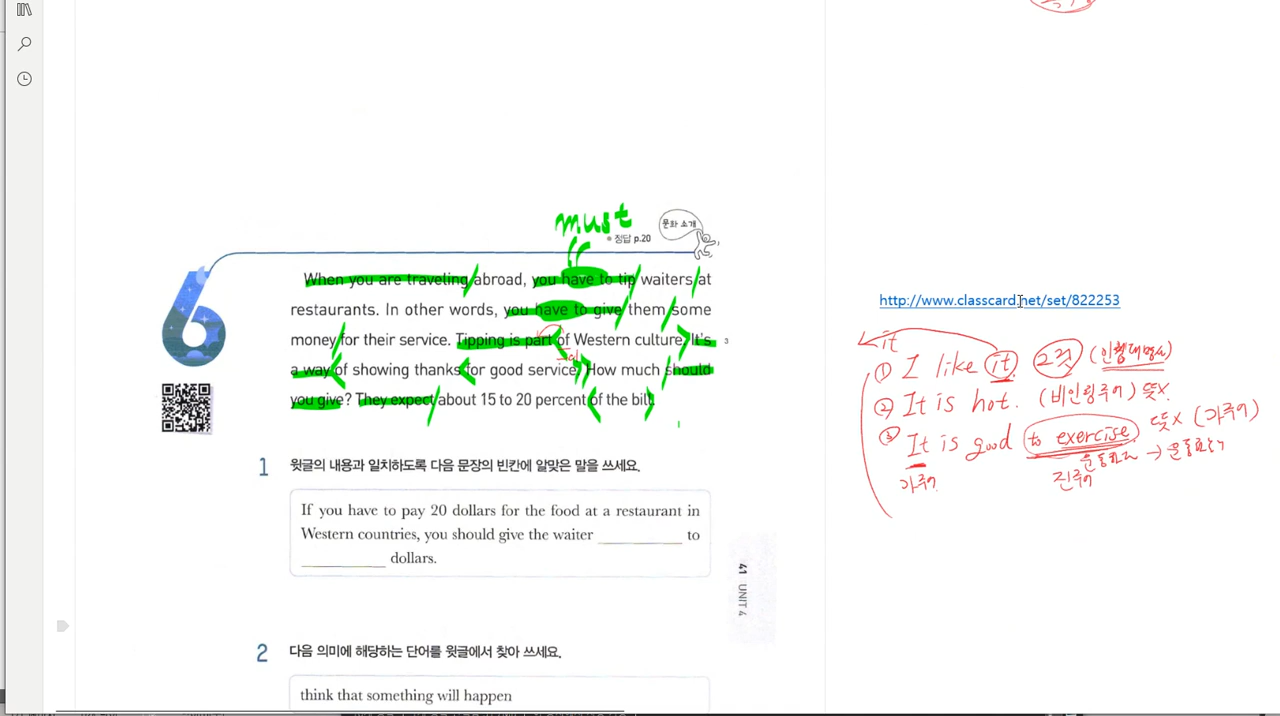 must
문화 소개
정답 p.20
6
When you are traveling abroad, you have to tip waiters at
restaurants. In other words, you have to give them some
money for their service. Tipping is part of Western culture. It's
3
a way of showing thanks for good service. How much should
you give? They expect about 15 to 20 percent of the bill.
1 윗글의 내용과 일치하도록 다음 문장의 빈칸에 알맞은 말을 쓰세요.
If you have to pay 20 dollars for the food at a restaurant in
Western countries, you should give the waiter ________ to
________ dollars.
41 UNIT 4
2 다음 의미에 해당하는 단어를 윗글에서 찾아 쓰세요.
think that something will happen
http://www.classcard.net/set/822253
it
① I like it 그것 (인칭대명사)
② It is hot. (비인칭주어) 뜻X.
③ It is good to exercise 뜻X (가주어)
가주어
진주어